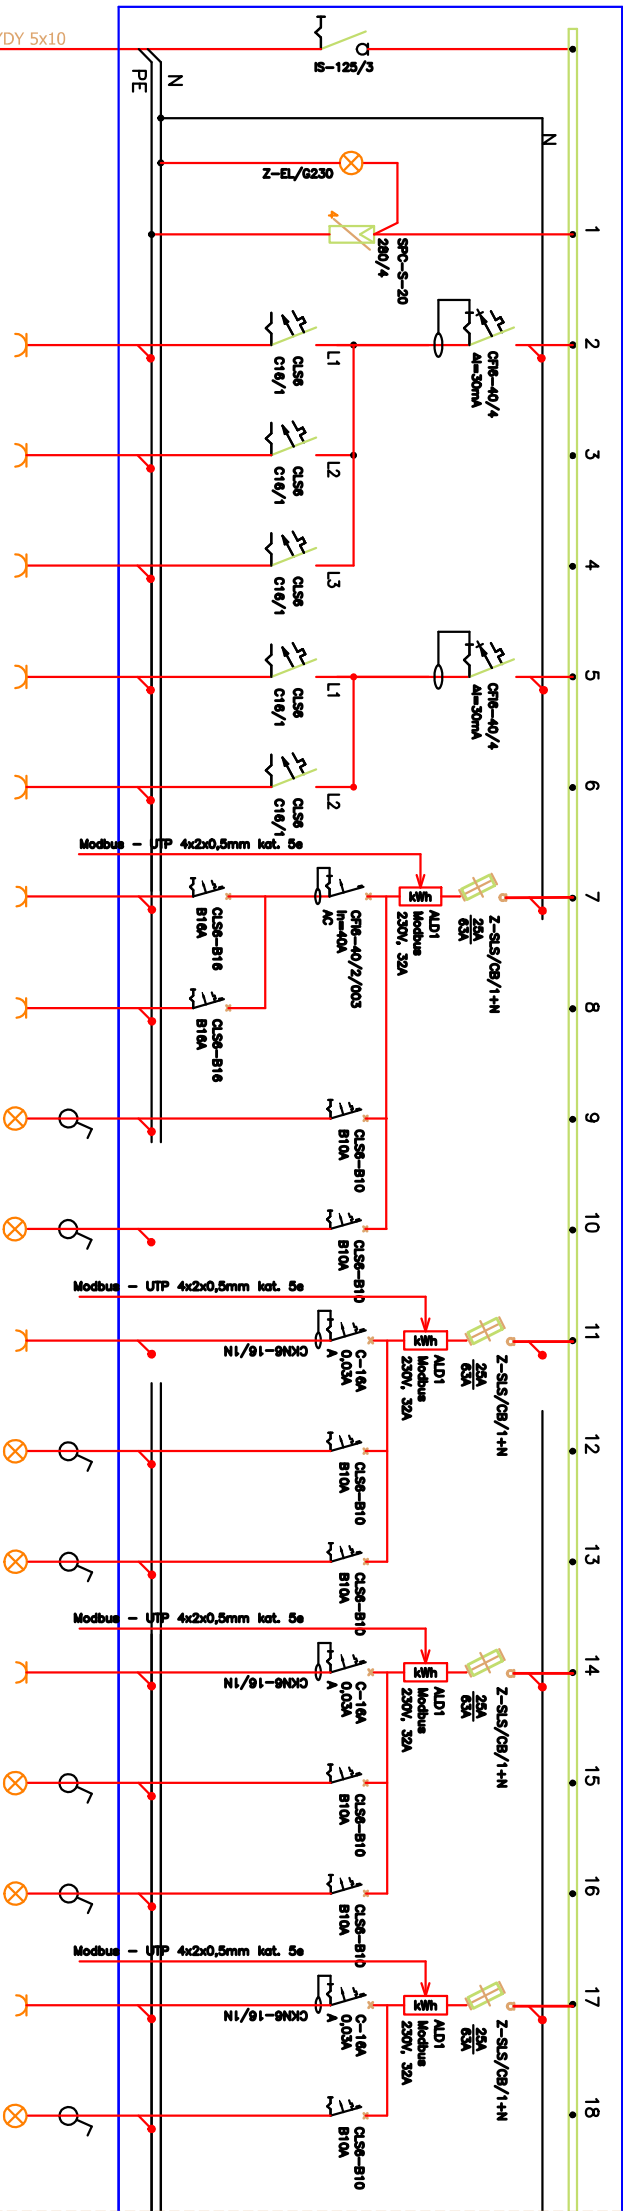 YDY 5x10
IS-125/3
N
PE
N
Z-EL/G230
1
SPC-S-20
280/4
2
CFI6-40/4
ΔI=30mA
L1
CLS6
C16/1
3
L2
CLS6
C16/1
4
L3
CLS6
C16/1
5
CFI6-40/4
ΔI=30mA
L1
CLS6
C16/1
6
L2
CLS6
C16/1
Modbus - UTP 4x2x0,5mm kat. 5e
7
Z-SLS/CB/1+N
25A
63A
kWh
ALD1
Modbus
230V, 32A
CFI6-40/2/003
In=40A
AC
CLS6-B16
B16A
8
CLS6-B16
B16A
9
CLS6-B10
B10A
10
CLS6-B10
B10A
Modbus - UTP 4x2x0,5mm kat. 5e
11
Z-SLS/CB/1+N
25A
63A
kWh
ALD1
Modbus
230V, 32A
C-16A
0,03A
A
CKN6-16/1N
12
CLS6-B10
B10A
13
CLS6-B10
B10A
Modbus - UTP 4x2x0,5mm kat. 5e
14
Z-SLS/CB/1+N
25A
63A
kWh
ALD1
Modbus
230V, 32A
C-16A
0,03A
A
CKN6-16/1N
15
CLS6-B10
B10A
16
CLS6-B10
B10A
Modbus - UTP 4x2x0,5mm kat. 5e
17
Z-SLS/CB/1+N
25A
63A
kWh
ALD1
Modbus
230V, 32A
C-16A
0,03A
A
CKN6-16/1N
18
CLS6-B10
B10A